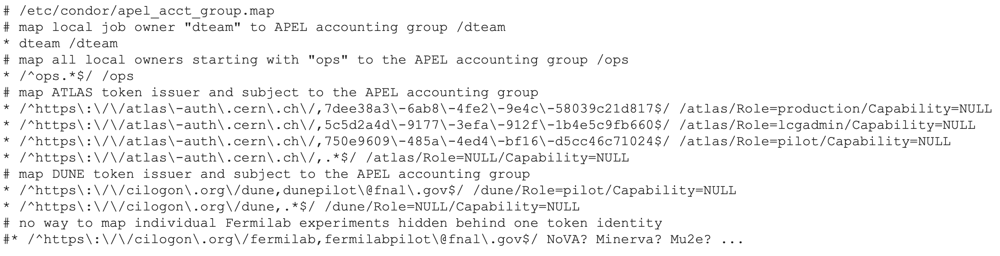 # /etc/condor/apel_acct_group.map
# map local job owner "dteam" to APEL accounting group /dteam
* dteam /dteam
# map all local owners starting with "ops" to the APEL accounting group /ops
* /^ops.*$/ /ops
# map ATLAS token issuer and subject to the APEL accounting group
* /^https\:\/\/atlas\-auth\.cern\.ch\/,7dee38a3\-6ab8\-4fe2\-9e4c\-58039c21d817$/ /atlas/Role=production/Capability=NULL
* /^https\:\/\/atlas\-auth\.cern\.ch\/,5c5d2a4d\-9177\-3efa\-912f\-1b4e5c9fb660$/ /atlas/Role=lcgadmin/Capability=NULL
* /^https\:\/\/atlas\-auth\.cern\.ch\/,750e9609\-485a\-4ed4\-bf16\-d5cc46c71024$/ /atlas/Role=pilot/Capability=NULL
* /^https\:\/\/atlas\-auth\.cern\.ch\/,.*$/ /atlas/Role=NULL/Capability=NULL
# map DUNE token issuer and subject to the APEL accounting group
* /^https\:\/\/cilogon\.org\/dune,dunepilot\@fnal\.gov$/ /dune/Role=pilot/Capability=NULL
* /^https\:\/\/cilogon\.org\/dune,.*$/ /dune/Role=NULL/Capability=NULL
# no way to map individual Fermilab experiments hidden behind one token identity
#* /^https\:\/\/cilogon\.org\/fermilab,fermilabpilot\@fnal\.gov$/ NoVA? Minerva? Mu2e? ...